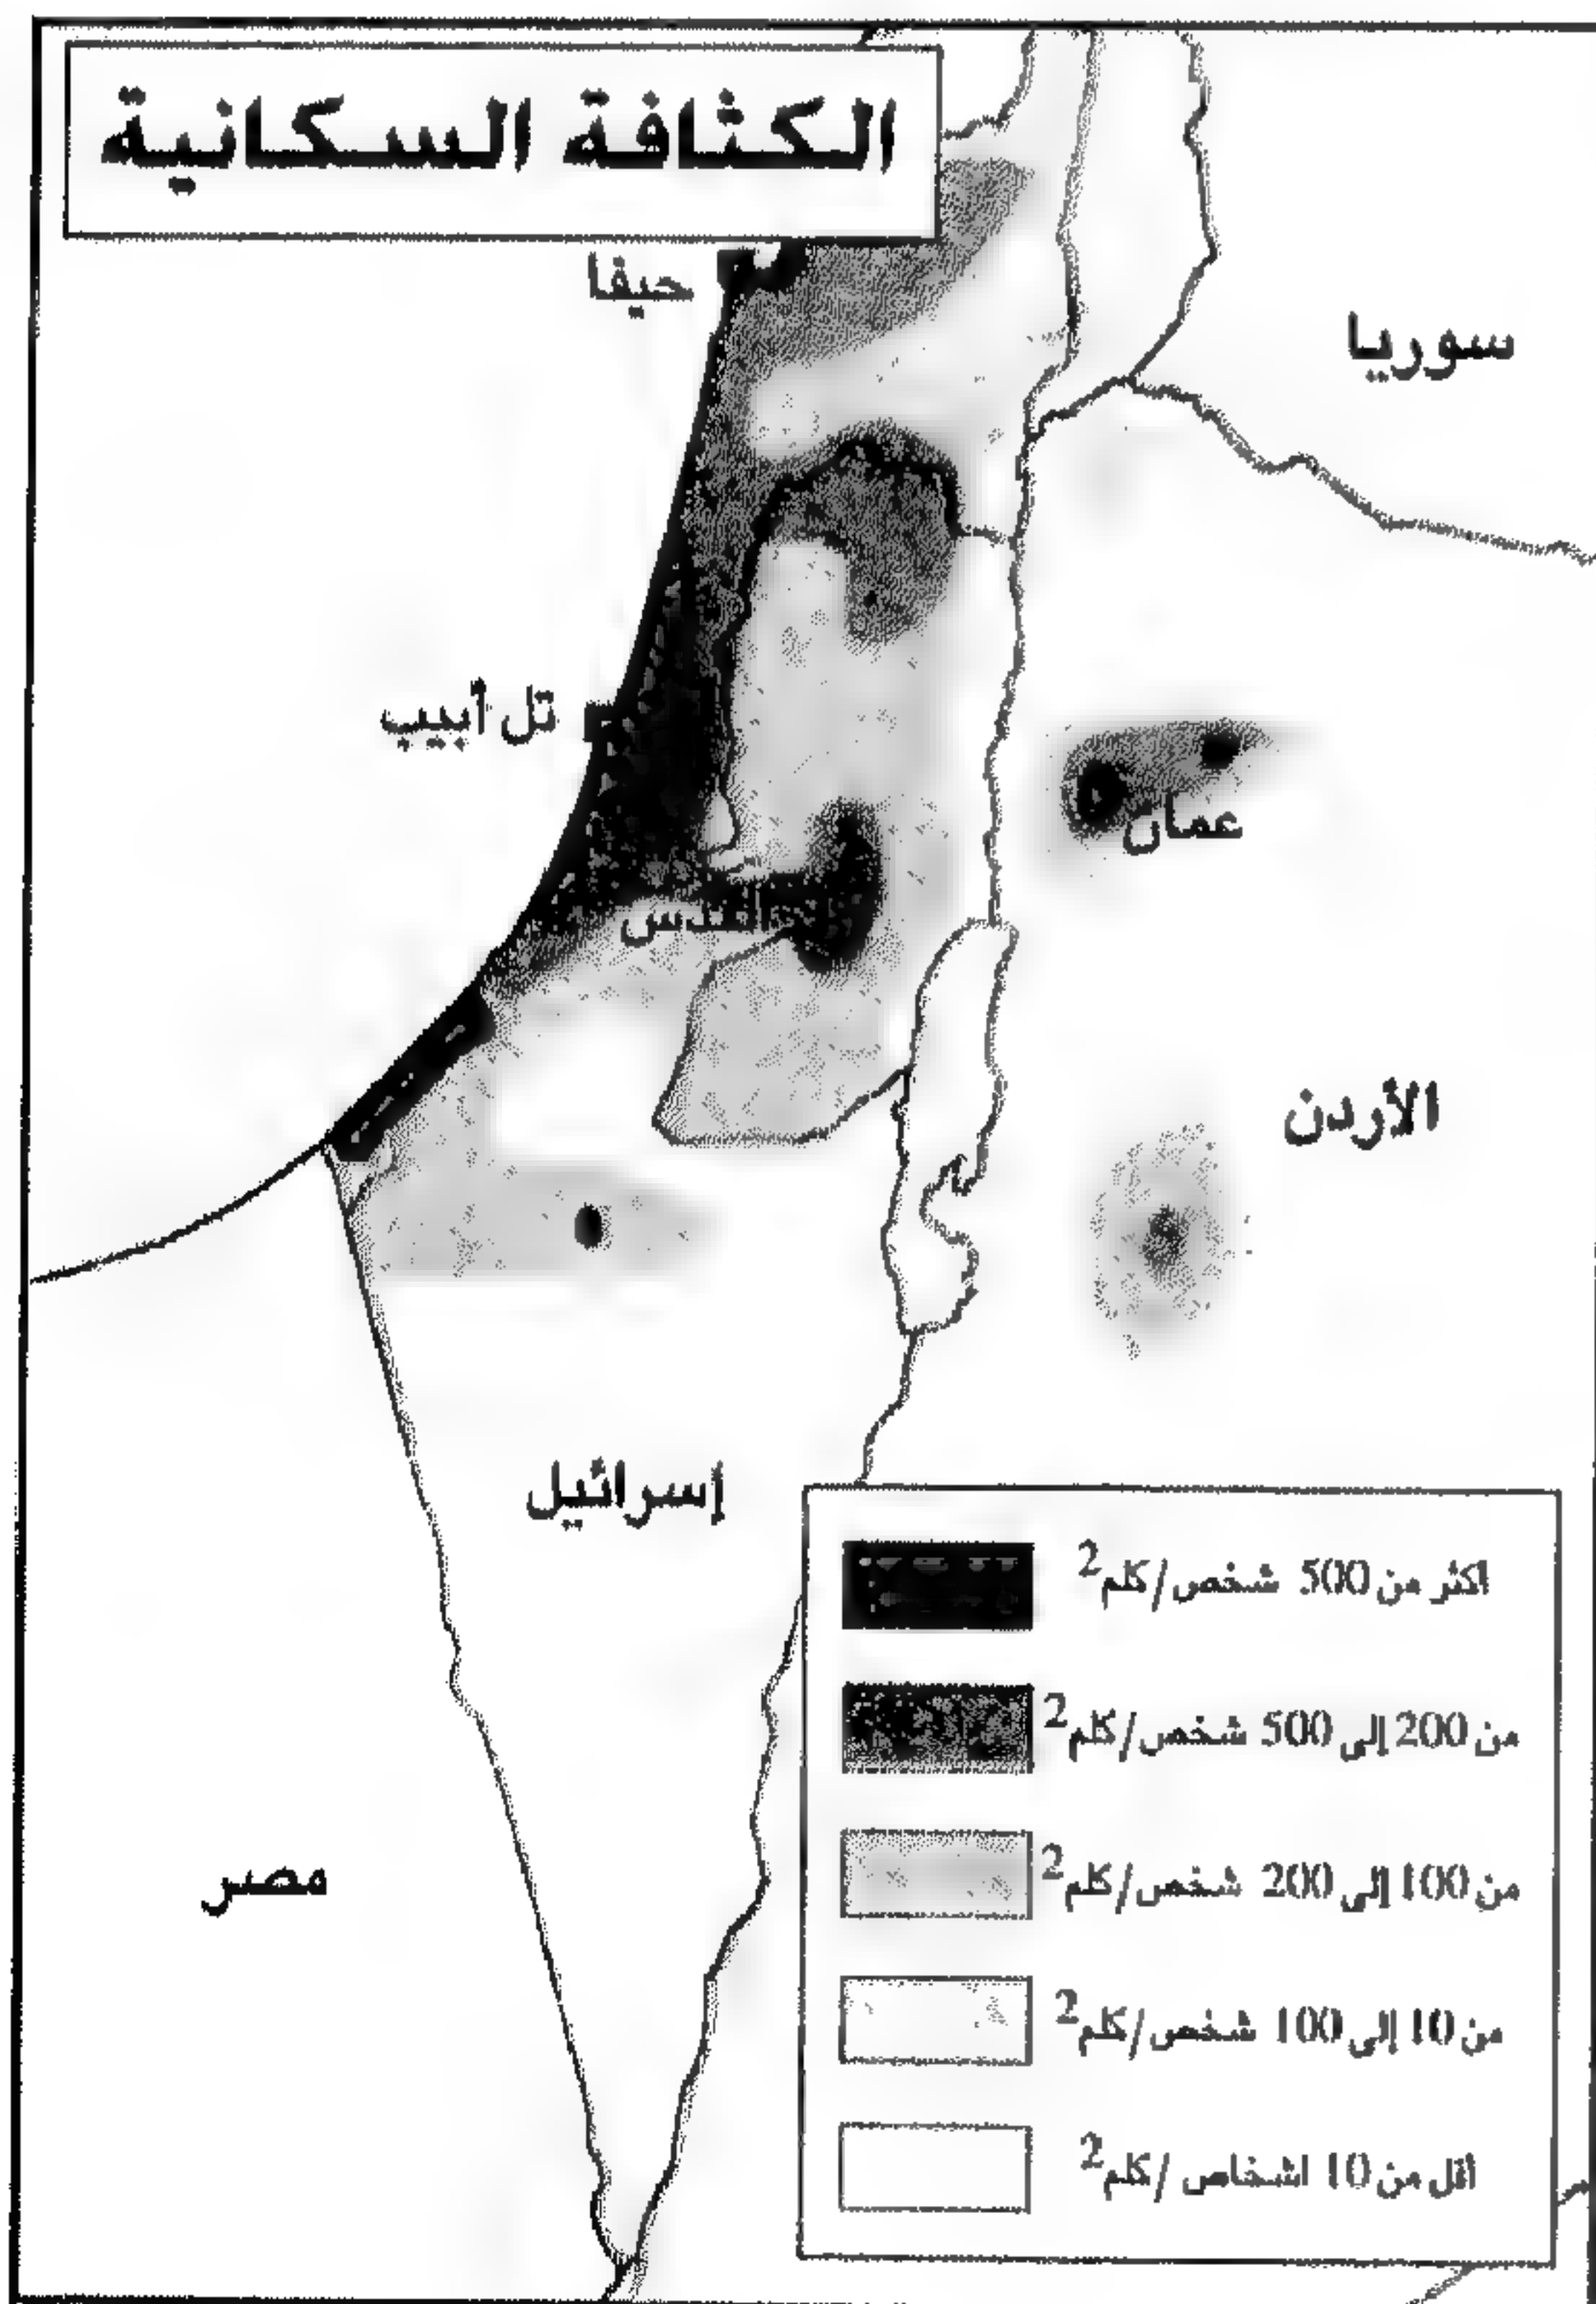 الكثافة السكانية
حيفا
سوريا
تل أبيب
عمان
القدس
الأردن
إسرائيل
مصر
اكثر من 500 شخص/كلم2
من 200 إلى 500 شخص/كلم2
من 100 إلى 200 شخص/كلم2
من 10 إلى 100 شخص/كلم2
أقل من 10 اشخاص/كلم2